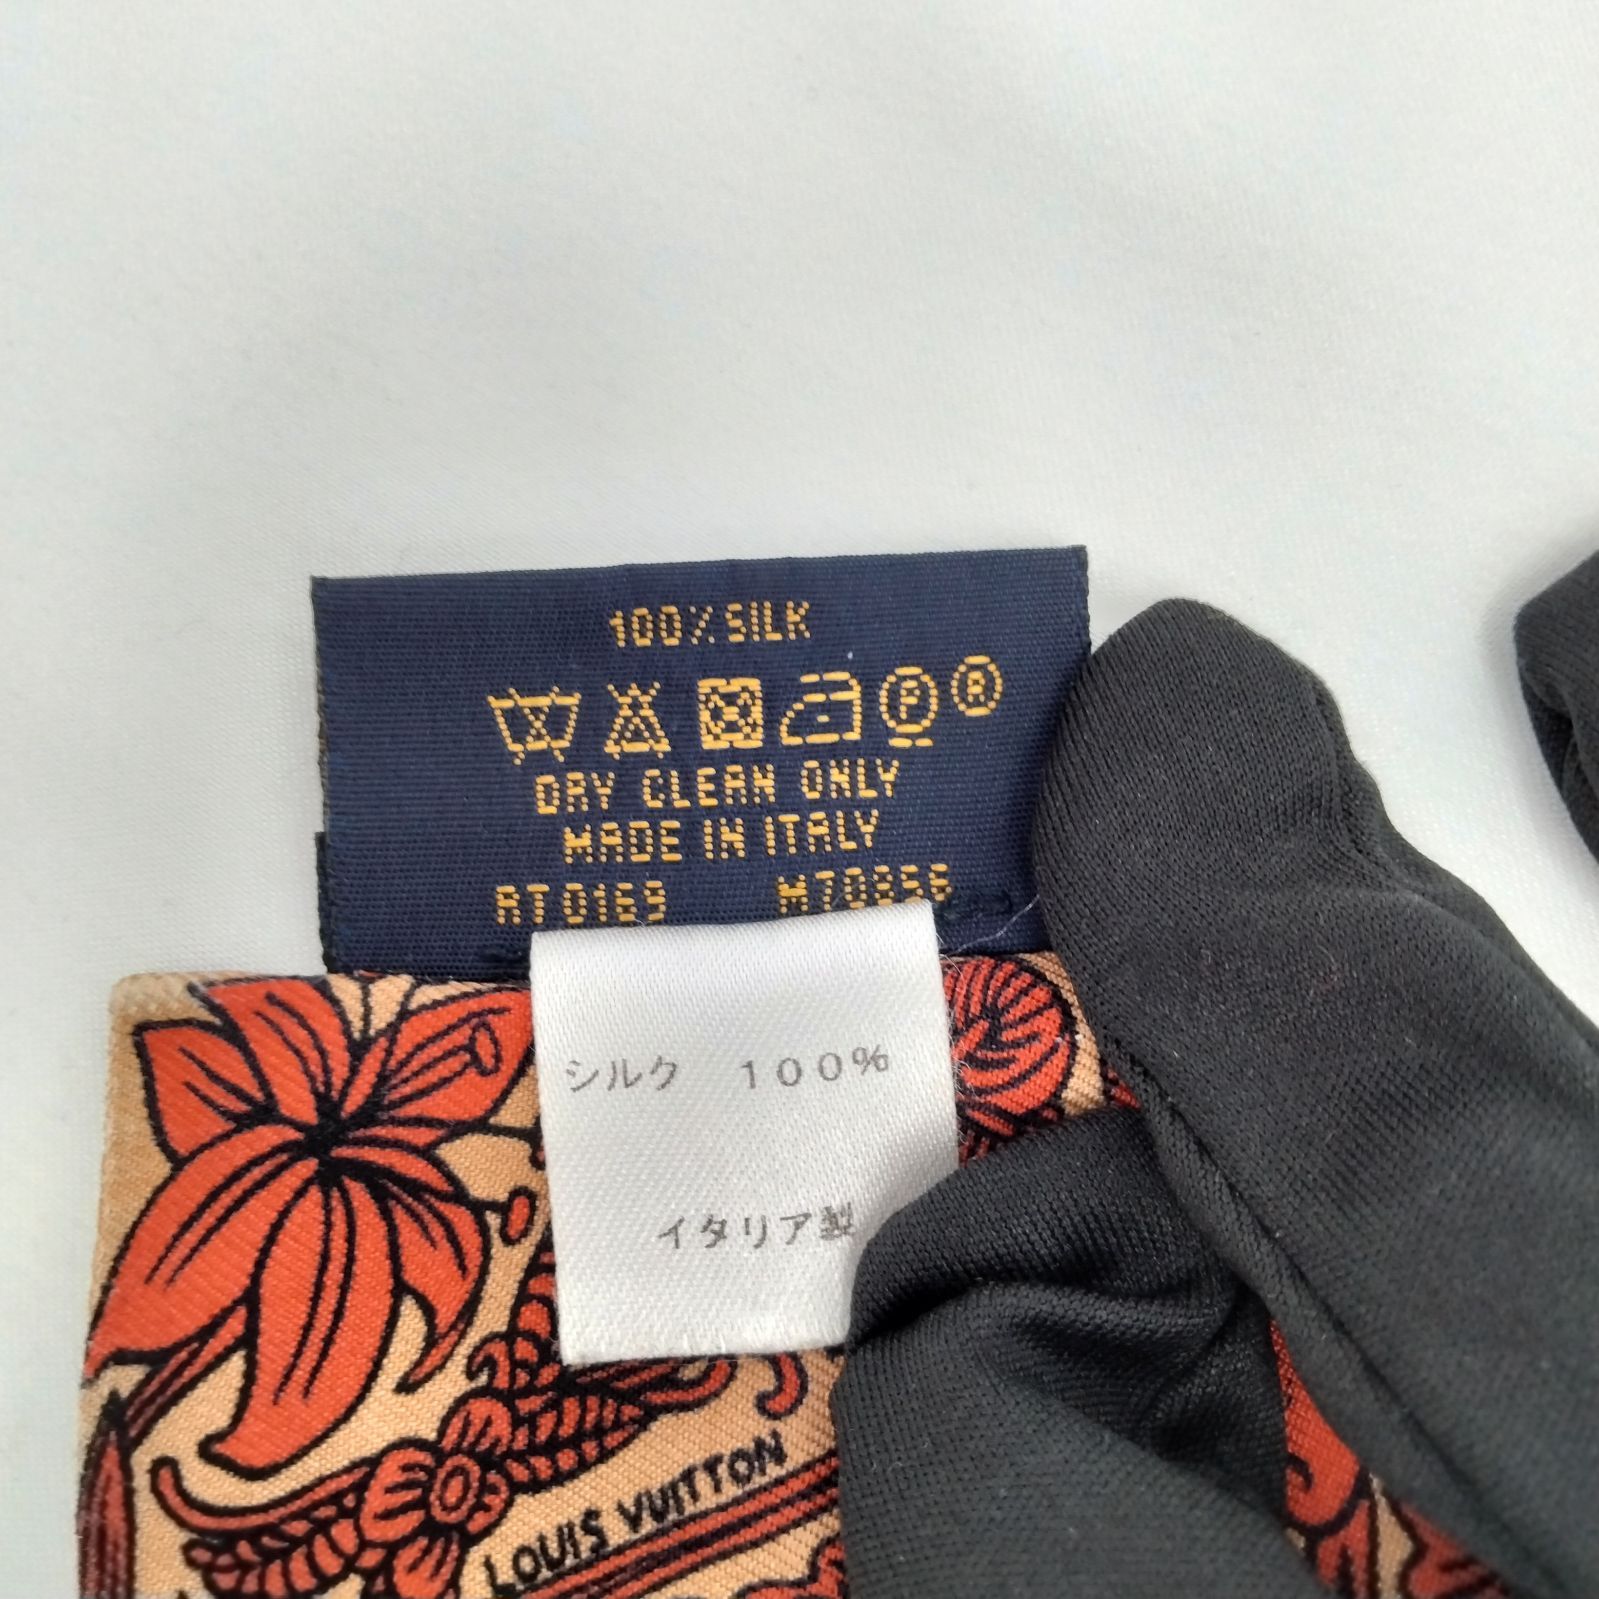 100% SILK
P R
DRY CLEAN ONLY
MADE IN ITALY
RT0169 M70856
シルク 100%
イタリア製
LOUIS VUITTON